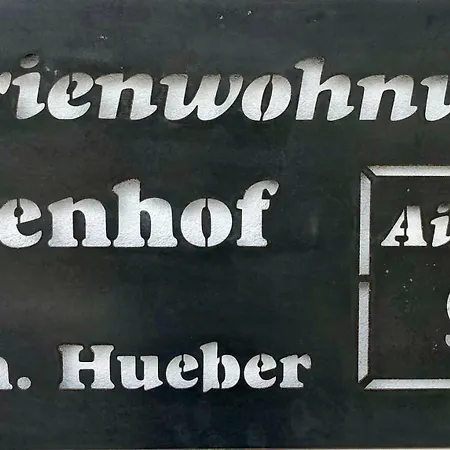 rienwohnu
enhof
Ai
. Hueber